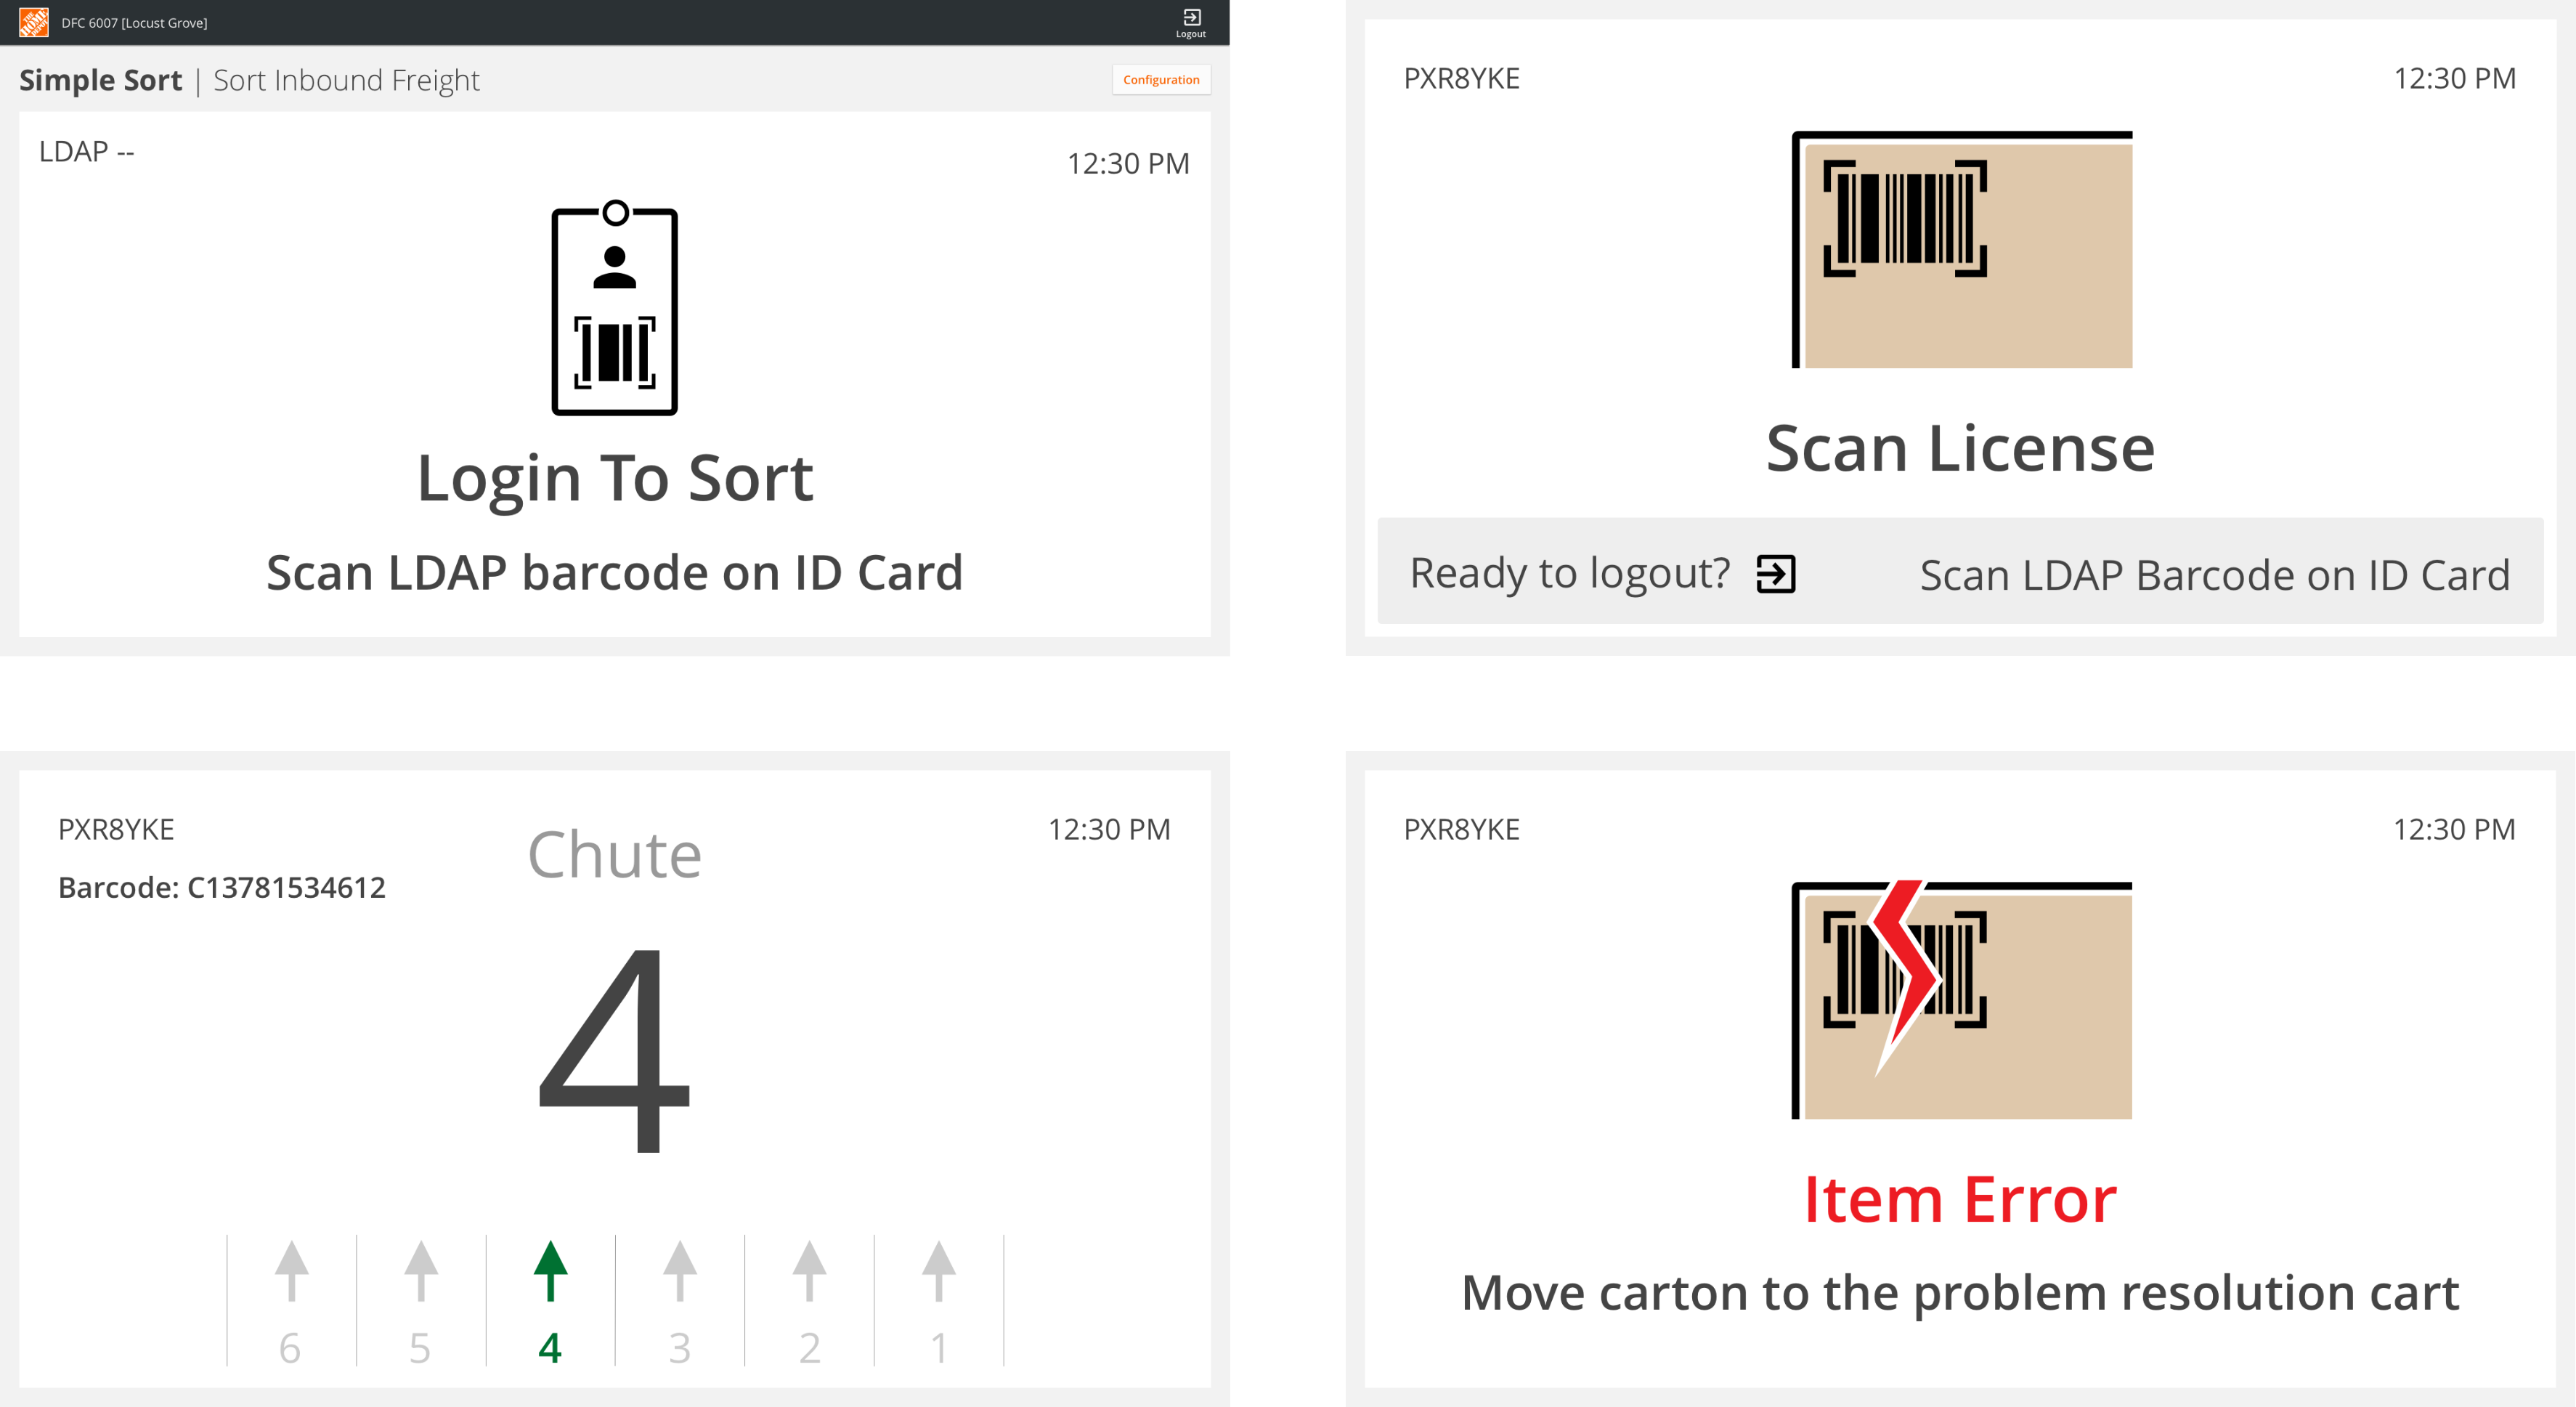 THE HOME DEPOT
DFC 6007 [Locust Grove]
Logout
Simple Sort | Sort Inbound Freight
Configuration
LDAP --
12:30 PM
Login To Sort
Scan LDAP barcode on ID Card
PXR8YKE
12:30 PM
Scan License
Ready to logout?
Scan LDAP Barcode on ID Card
PXR8YKE
12:30 PM
Chute
Barcode: C13781534612
4
6 5 4 3 2 1
PXR8YKE
12:30 PM
Item Error
Move carton to the problem resolution cart